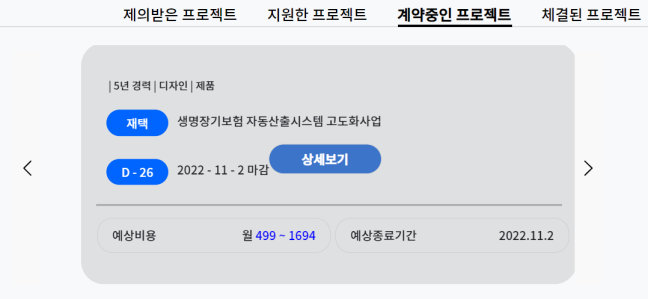 제의받은 프로젝트 지원한 프로젝트 계약중인 프로젝트 체결된 프로젝트
| 5년 경력 | 디자인 | 제품
재택 생명장기보험 자동산출시스템 고도화사업
상세보기
D - 26 2022 - 11 - 2 마감
예상비용 월 499 ~ 1694 예상종료기간 2022.11.2